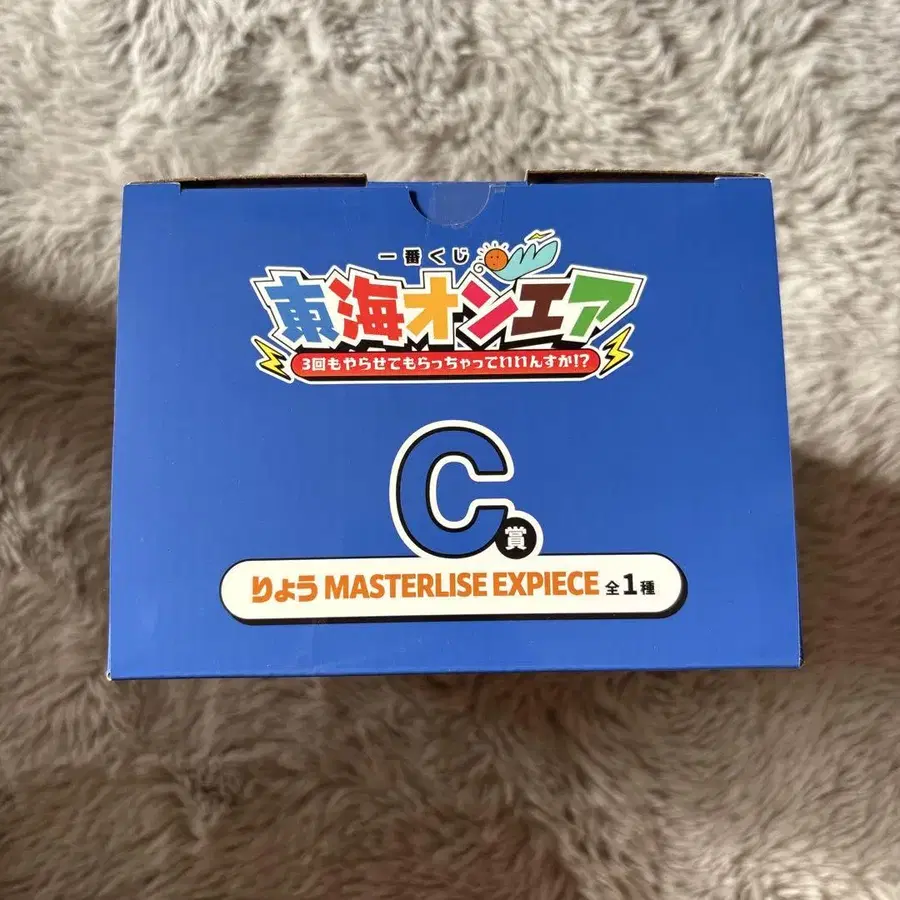 一番くじ
東海オンエア
3回もやらせてもらっちゃっていいんすか!?
C賞
りょう MASTERLISE EXPIECE 全1種